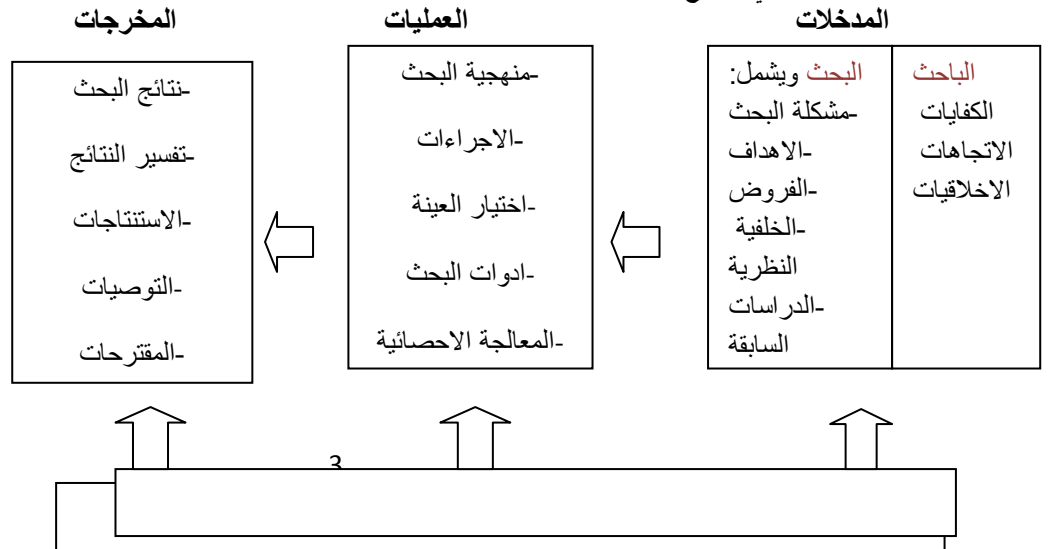 المدخلات
العمليات
المخرجات
الباحث
الكفايات
الاتجاهات
الاخلاقيات
البحث ويشمل:
-مشكلة البحث
-الاهداف
-الفروض
-الخلفية
النظرية
-الدراسات
السابقة
-منهجية البحث
-الاجراءات
-اختيار العينة
-ادوات البحث
-المعالجة الاحصائية
-نتائج البحث
-تفسير النتائج
-الاستنتاجات
-التوصيات
-المقترحات
3